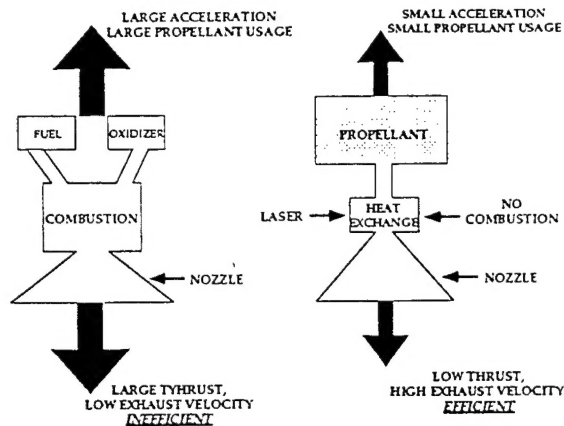 LARGE ACCELERATION
LARGE PROPELLANT USAGE
FUEL
OXIDIZER
COMBUSTION
NOZZLE
LARGE TYHRUST,
LOW EXHAUST VELOCITY
INEFFICIENT
SMALL ACCELERATION
SMALL PROPELLANT USAGE
PROPELLANT
LASER
HEAT
EXCHANGE
NO
COMBUSTION
NOZZLE
LOW THRUST,
HIGH EXHAUST VELOCITY
EFFICIENT